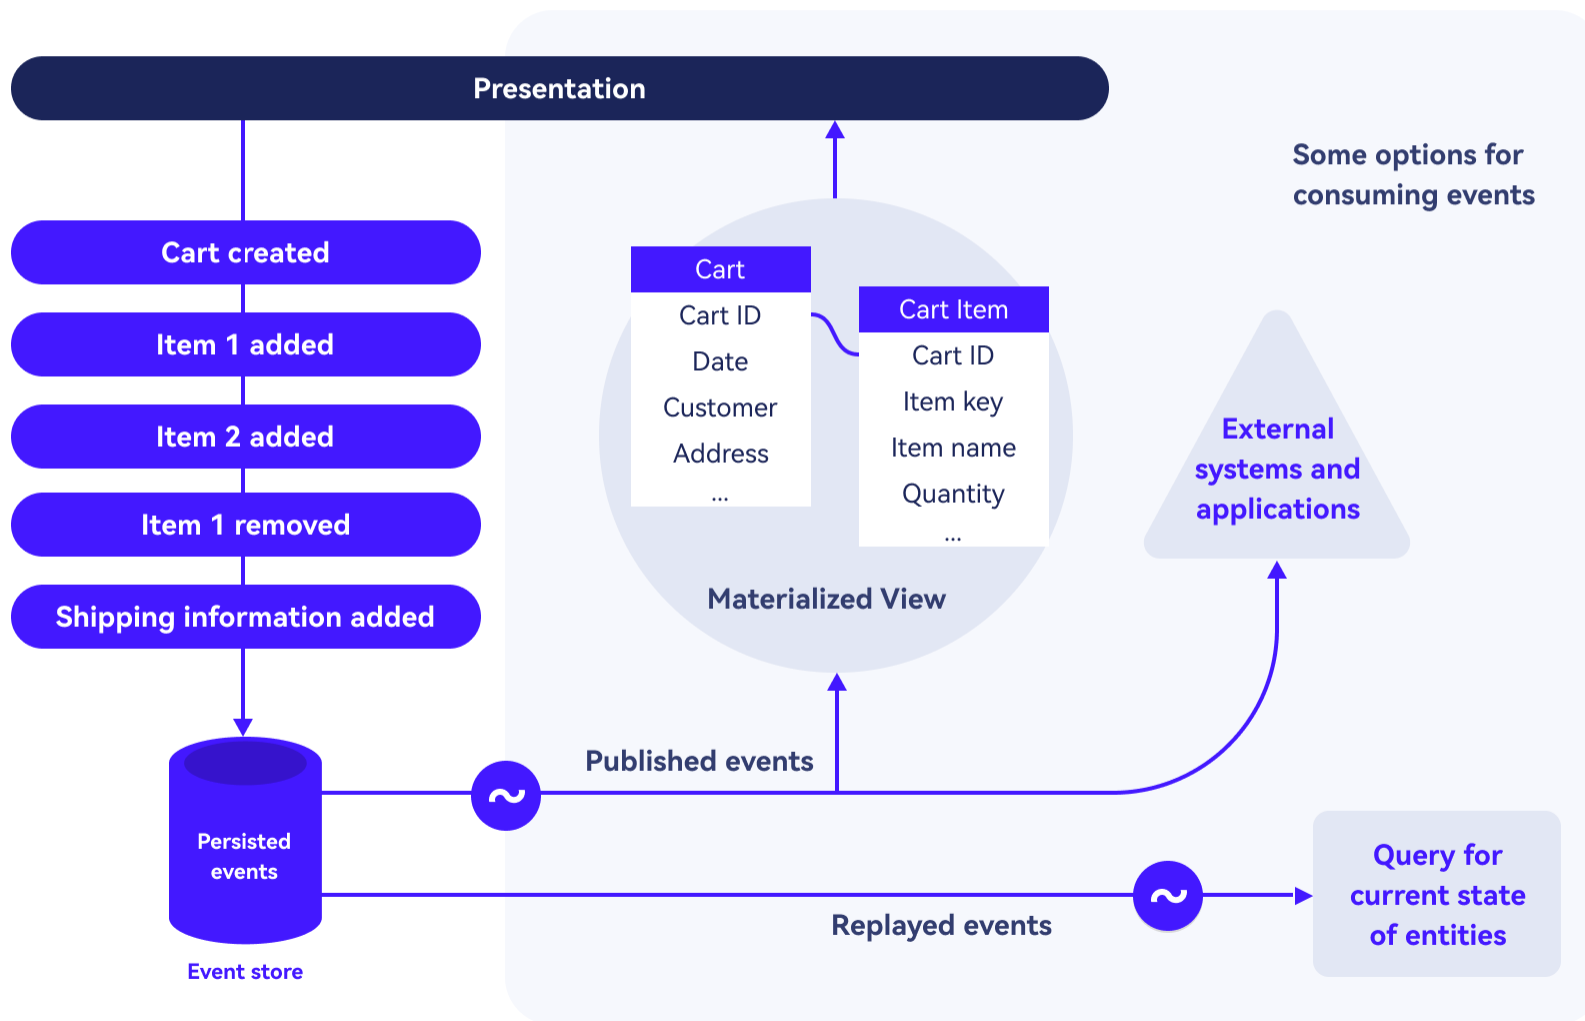 Presentation
Some options for
consuming events
Cart created
Item 1 added
Item 2 added
Item 1 removed
Shipping information added
Cart
Cart ID
Date
Customer
Address
...
Cart Item
Cart ID
Item key
Item name
Quantity
...
Materialized View
External
systems and
applications
Published events
Persisted
events
Event store
Replayed events
Query for
current state
of entities